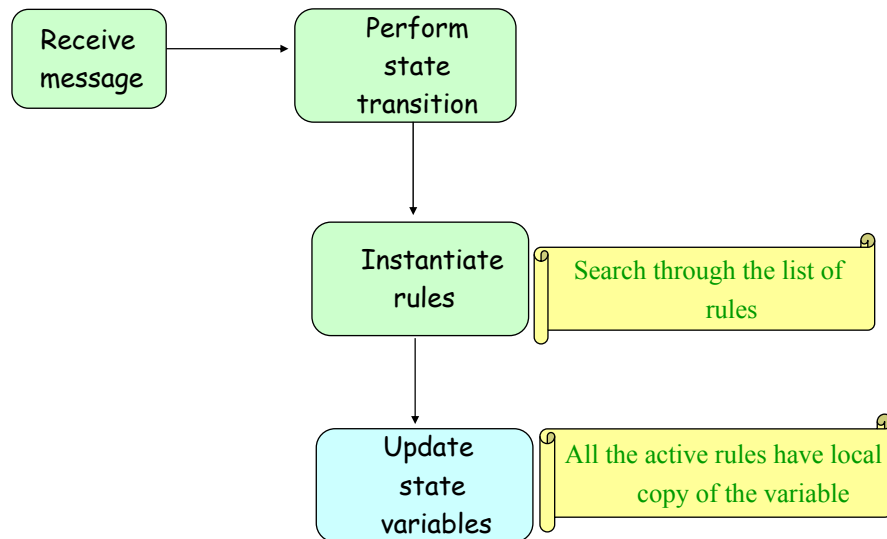 Receive
message
Perform
state
transition
Instantiate
rules
Search through the list of
rules
Update
state
variables
All the active rules have local
copy of the variable